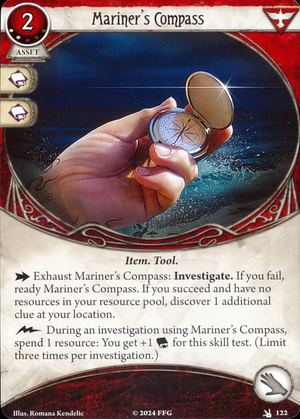 Mariner's Compass
2
ASSET
Item. Tool.
Exhaust Mariner's Compass: Investigate. If you fail,
ready Mariner's Compass. If you succeed and have no
resources in your resource pool, discover 1 additional
clue at your location.
During an investigation using Mariner's Compass,
spend 1 resource: You get +1 for this skill test. (Limit
three times per investigation.)
Illus. Romana Kendelic
© 2024 FFG
122